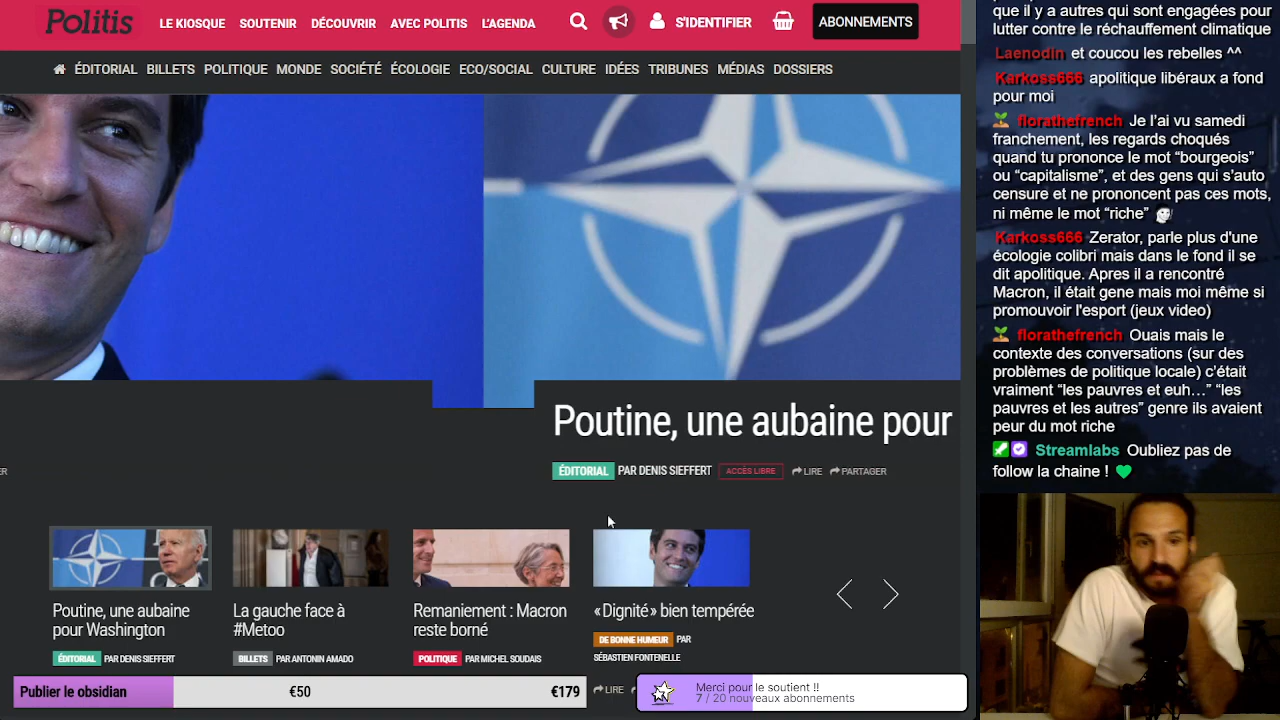 Politis
LE KIOSQUE SOUTENIR DÉCOUVRIR AVEC POLITIS L'AGENDA
S'IDENTIFIER
ABONNEMENTS
ÉDITORIAL BILLETS POLITIQUE MONDE SOCIÉTÉ ÉCOLOGIE ECO/SOCIAL CULTURE IDÉES TRIBUNES MÉDIAS DOSSIERS
Poutine, une aubaine pour
ÉDITORIAL PAR DENIS SIEFFERT ACCÈS LIBRE LIRE PARTAGER
Poutine, une aubaine
pour Washington
ÉDITORIAL PAR DENIS SIEFFERT
La gauche face à
#Metoo
BILLETS PAR ANTONIN AMADO
Remaniement : Macron
reste borné
POLITIQUE PAR MICHEL SOUDAIS
« Dignité » bien tempérée
DE BONNE HUMEUR PAR
SÉBASTIEN FONTENELLE
LIRE
Publier le obsidian €50 €179
Merci pour le soutient !!
7 / 20 nouveaux abonnements
que il y a autres qui sont engagées pour
lutter contre le réchauffement climatique
Laenodin et coucou les rebelles ^^
Karkoss666 apolitique libéraux a fond
pour moi
florathefrench Je l'ai vu samedi
franchement, les regards choqués
quand tu prononce le mot "bourgeois"
ou "capitalisme", et des gens qui s'auto
censure et ne prononcent pas ces mots,
ni même le mot "riche"
Karkoss666 Zerator, parle plus d'une
écologie colibri mais dans le fond il se
dit apolitique. Apres il a rencontré
Macron, il était gene mais moi même si
promouvoir l'esport (jeux video)
florathefrench Ouais mais le
contexte des conversations (sur des
problèmes de politique locale) c'était
vraiment "les pauvres et euh…" "les
pauvres et les autres" genre ils avaient
peur du mot riche
Streamlabs Oubliez pas de
follow la chaine !